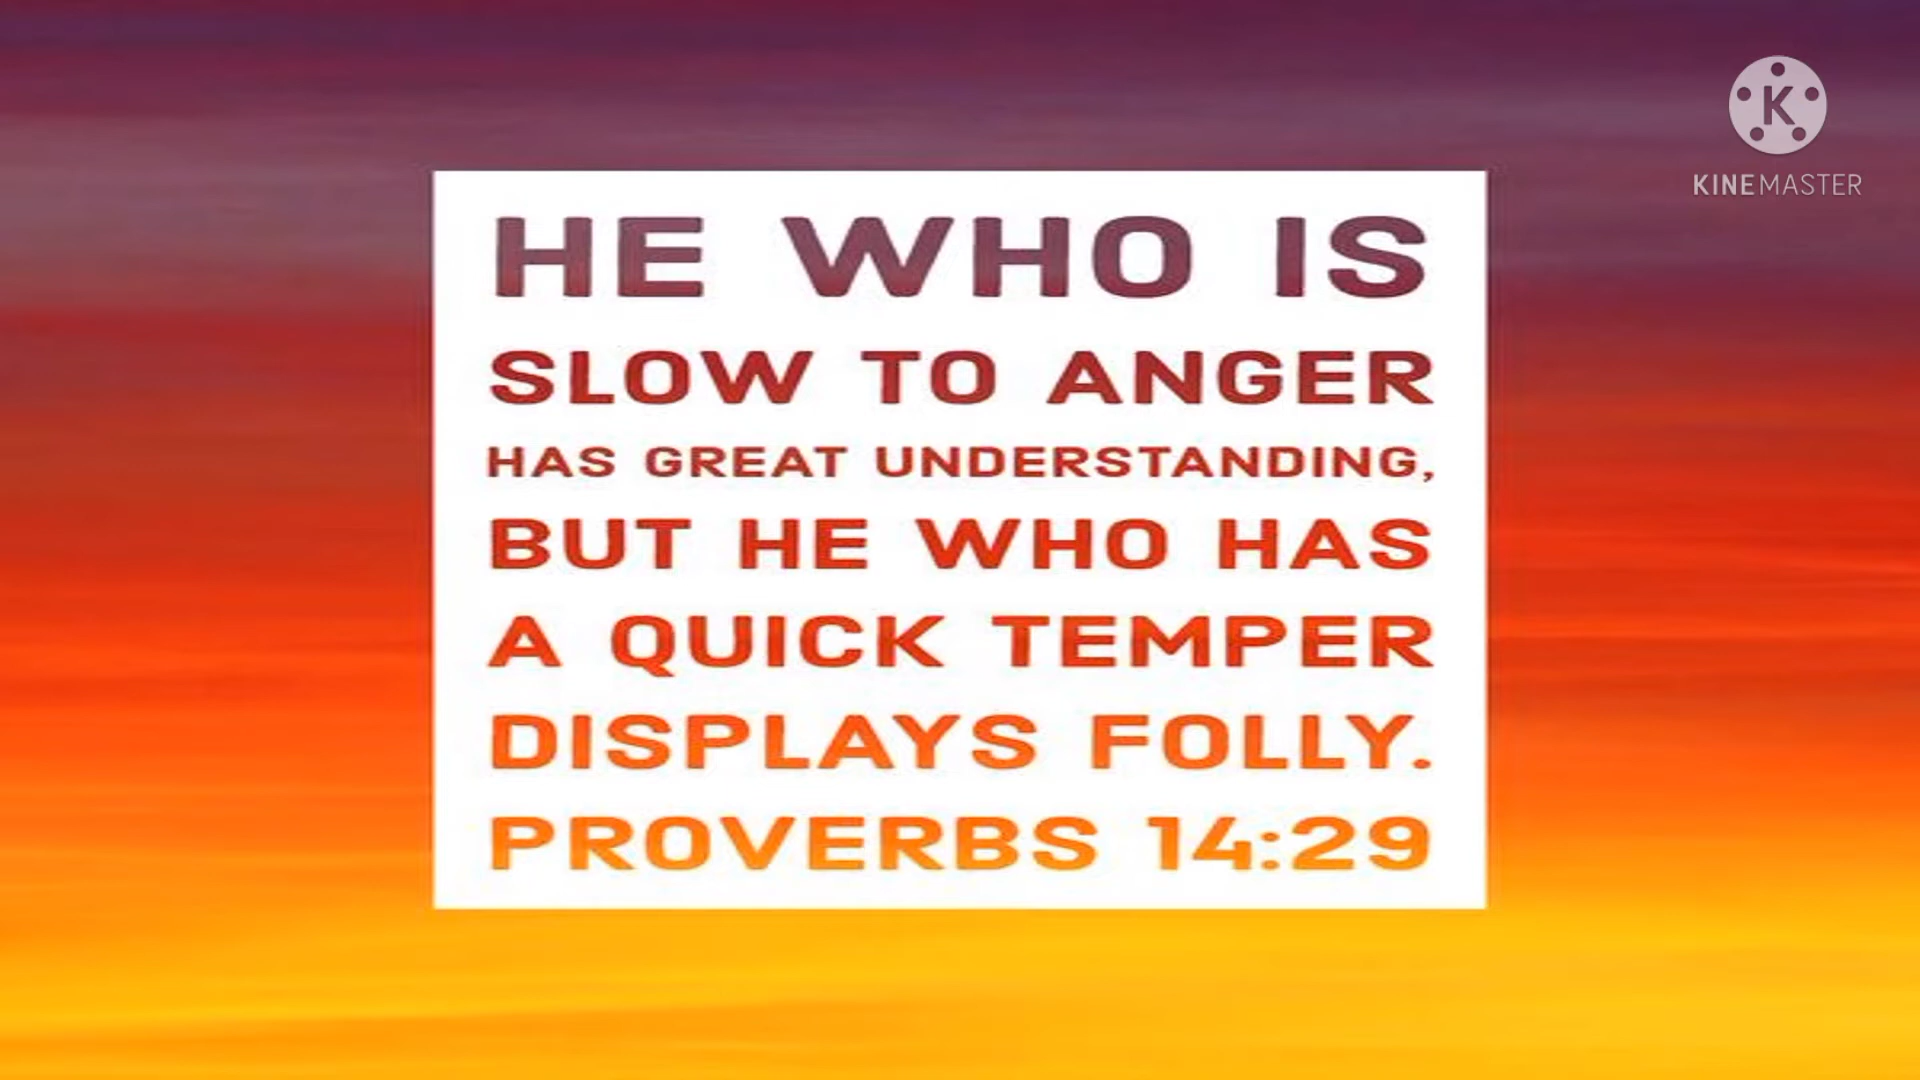 K
KINEMASTER
HE WHO IS
SLOW TO ANGER
HAS GREAT UNDERSTANDING,
BUT HE WHO HAS
A QUICK TEMPER
DISPLAYS FOLLY.
PROVERBS 14:29